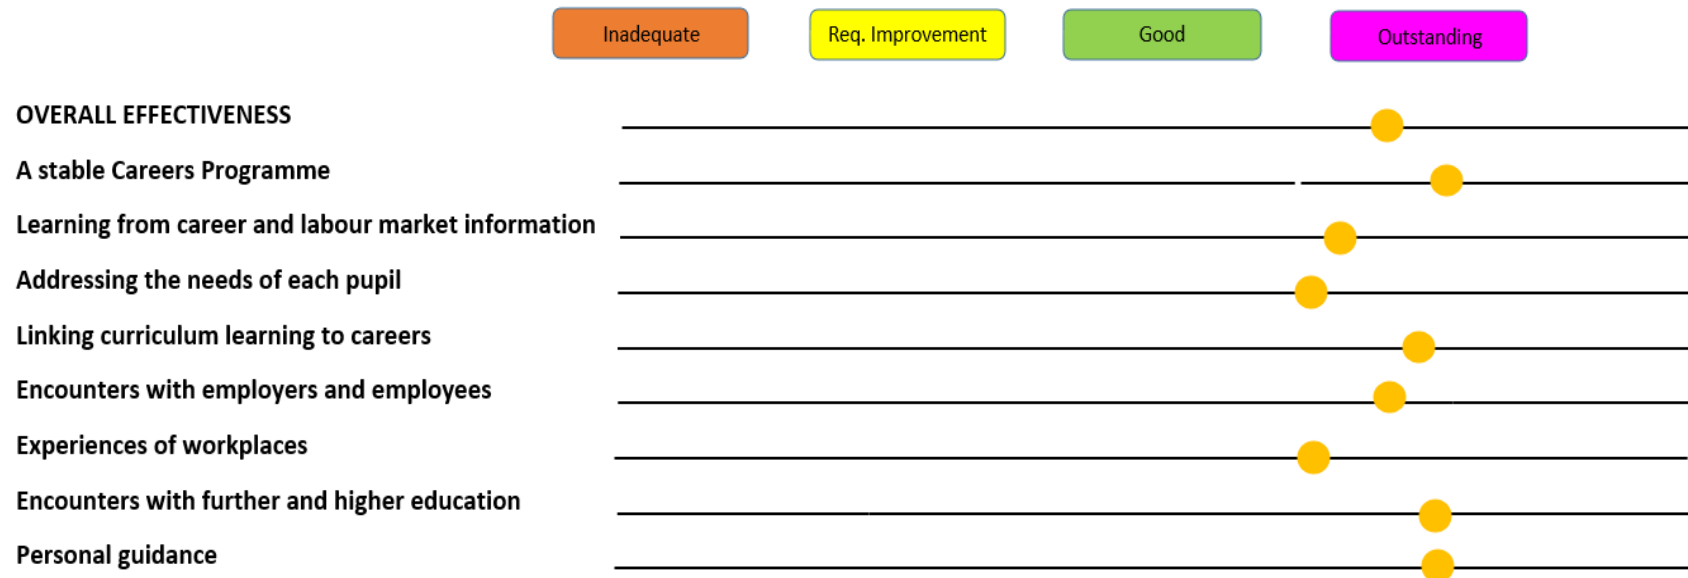 Inadequate
Req. Improvement
Good
Outstanding
OVERALL EFFECTIVENESS
A stable Careers Programme
Learning from career and labour market information
Addressing the needs of each pupil
Linking curriculum learning to careers
Encounters with employers and employees
Experiences of workplaces
Encounters with further and higher education
Personal guidance